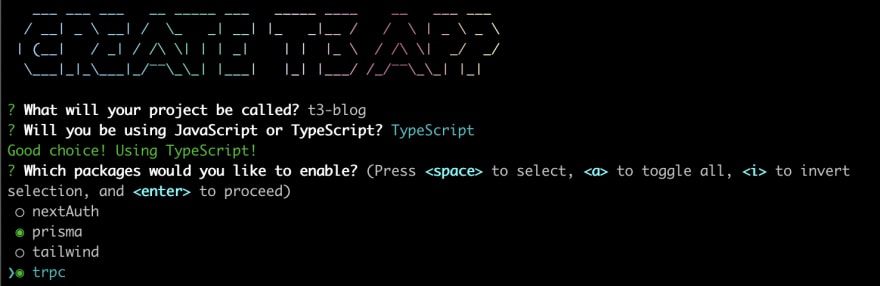 CREATE T3 APP
? What will your project be called? t3-blog
? Will you be using JavaScript or TypeScript? TypeScript
Good choice! Using TypeScript!
? Which packages would you like to enable? (Press <space> to select, <a> to toggle all, <i> to invert
selection, and <enter> to proceed)
○ nextAuth
◉ prisma
○ tailwind
❯◉ trpc